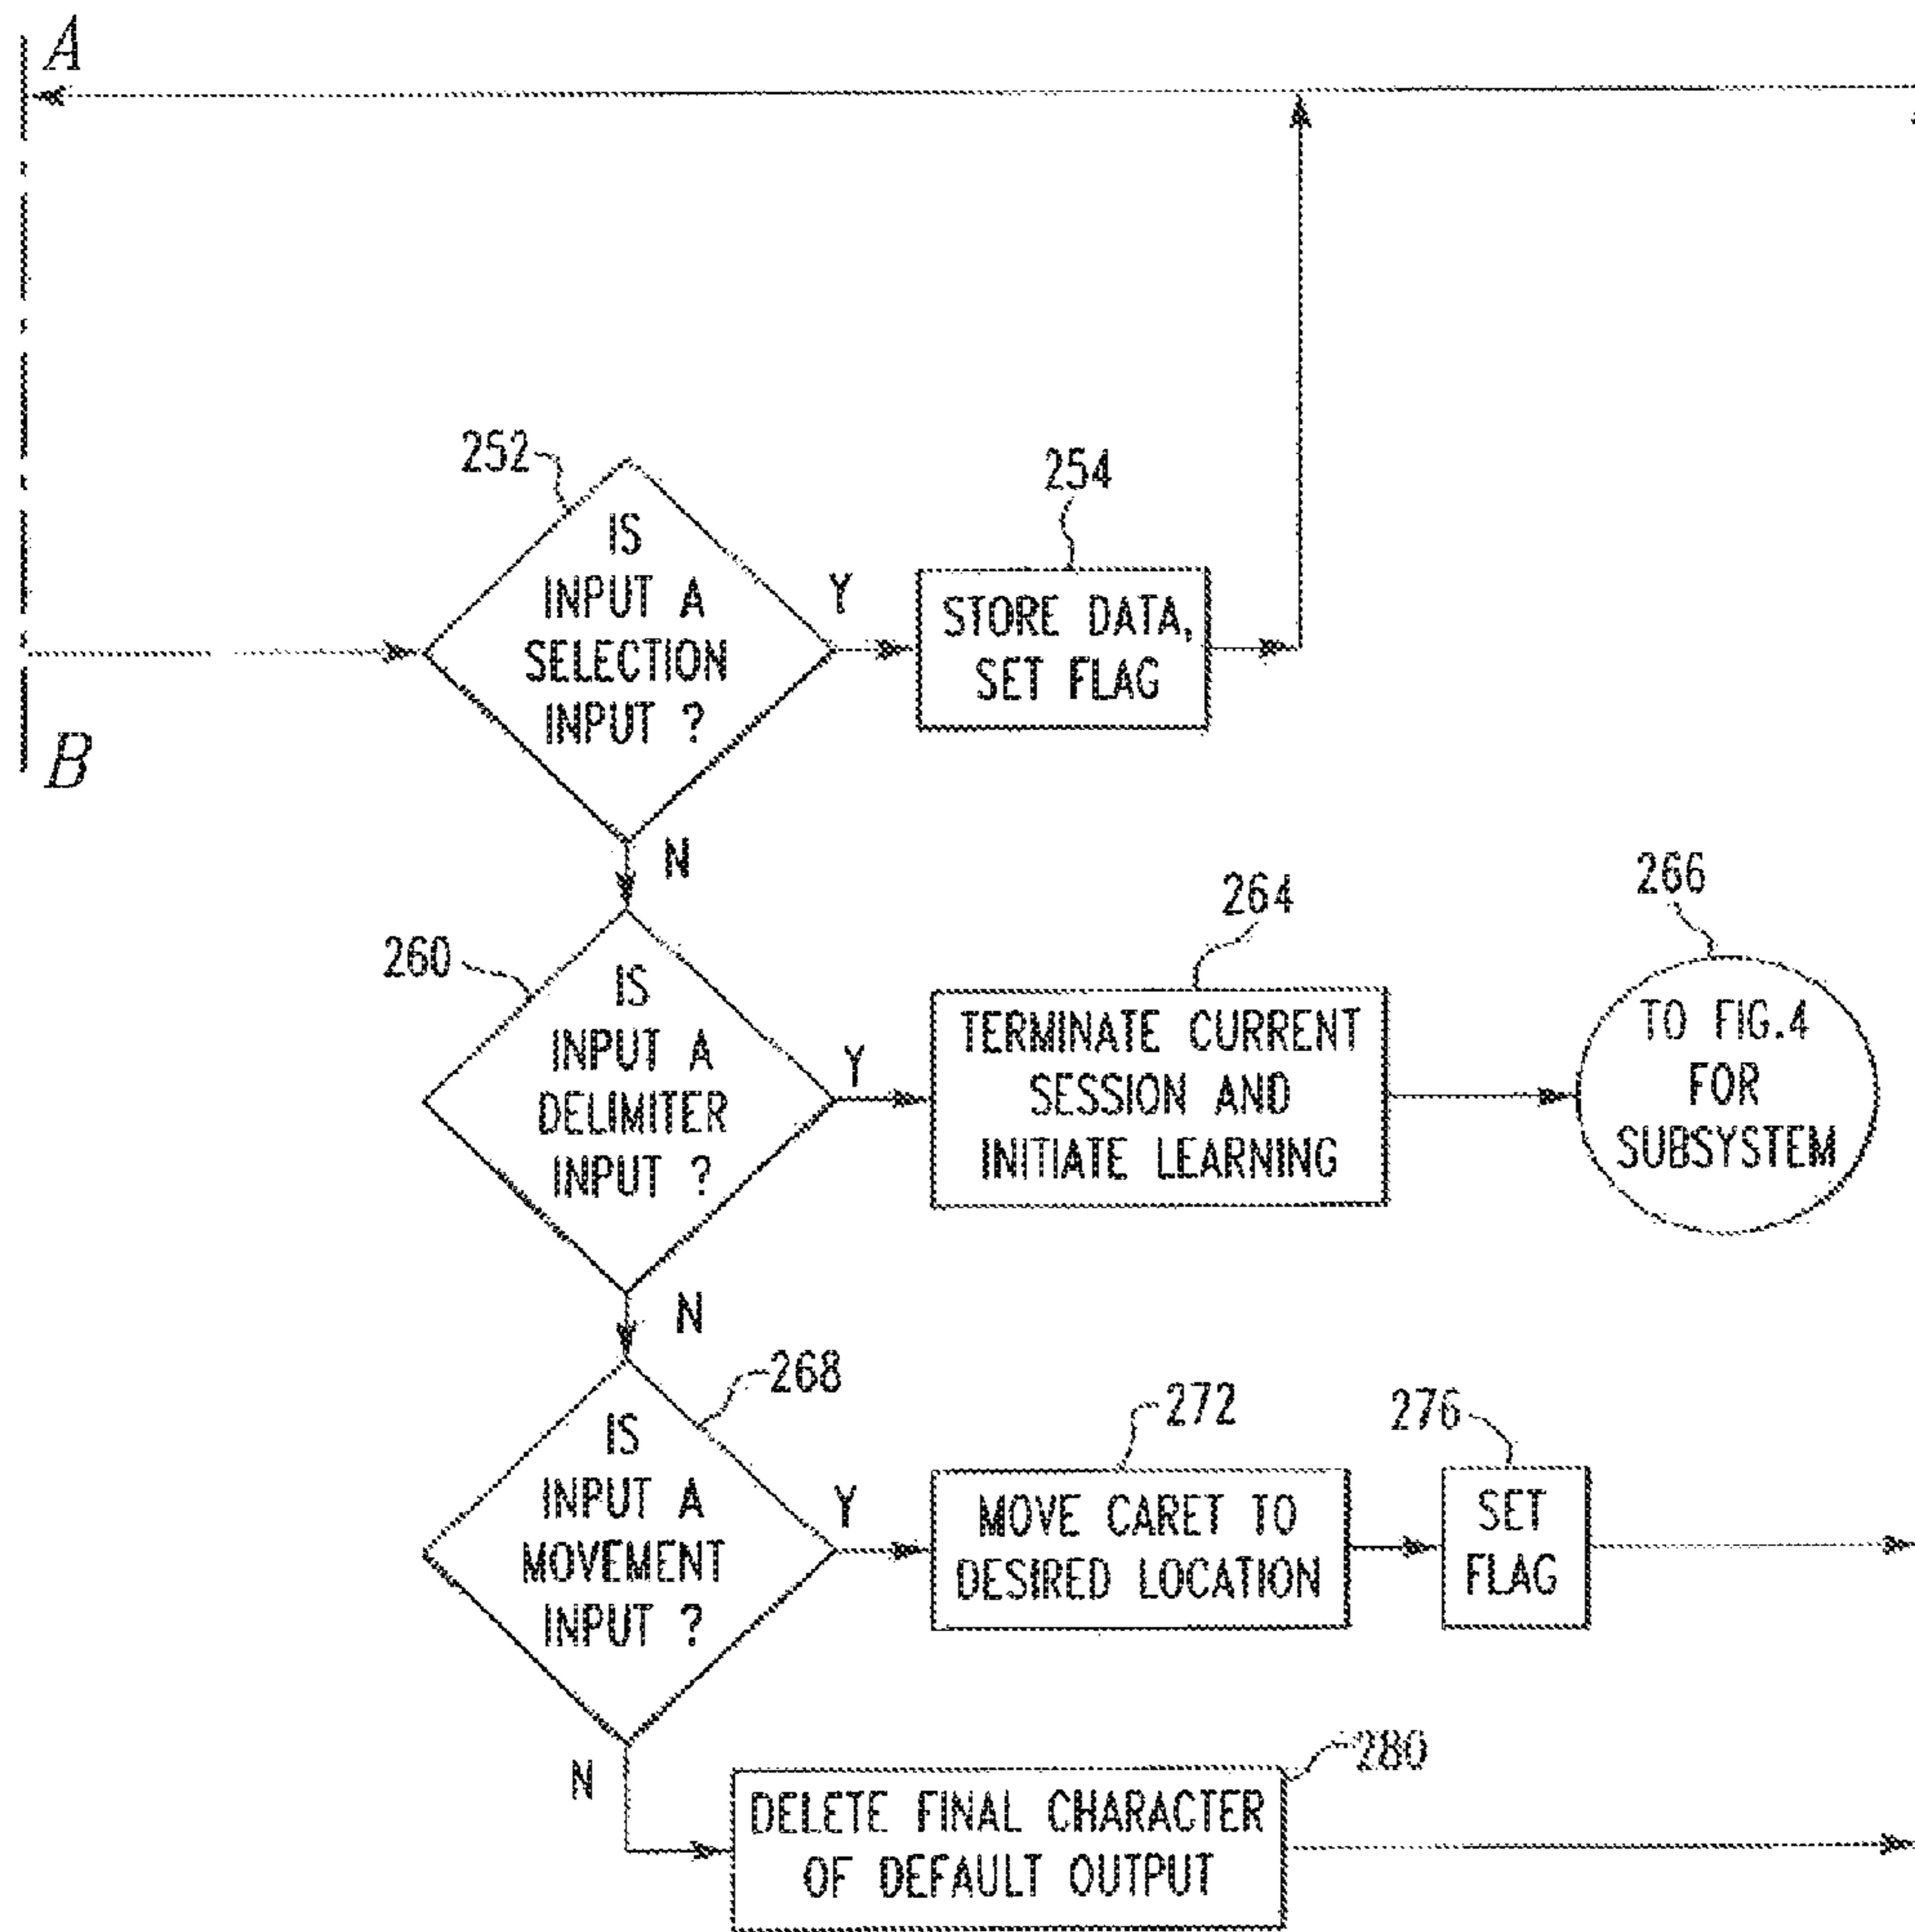 A
252
IS
INPUT A
SELECTION
INPUT ?
Y
254
STORE DATA,
SET FLAG
B
N
260
IS
INPUT A
DELIMITER
INPUT ?
Y
264
TERMINATE CURRENT
SESSION AND
INITIATE LEARNING
266
TO FIG.4
FOR
SUBSYSTEM
N
268
IS
INPUT A
MOVEMENT
INPUT ?
Y
272
MOVE CARET TO
DESIRED LOCATION
276
SET
FLAG
N
280
DELETE FINAL CHARACTER
OF DEFAULT OUTPUT